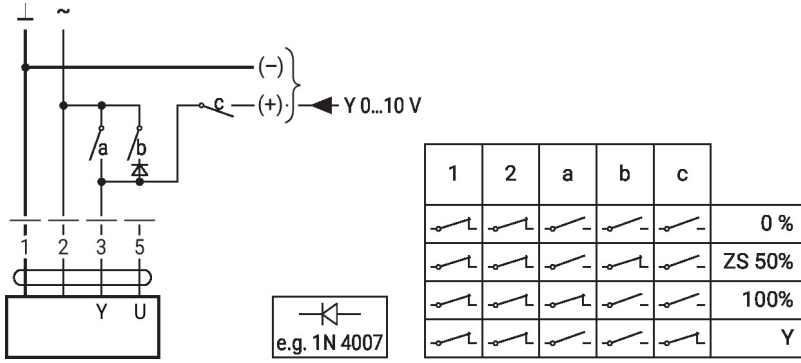 ⊥ ~
(–)
c (+) Y 0...10 V
a b
1 2 3 5
Y U
e.g. 1N 4007
1 2 a b c
0 %
ZS 50%
100%
Y